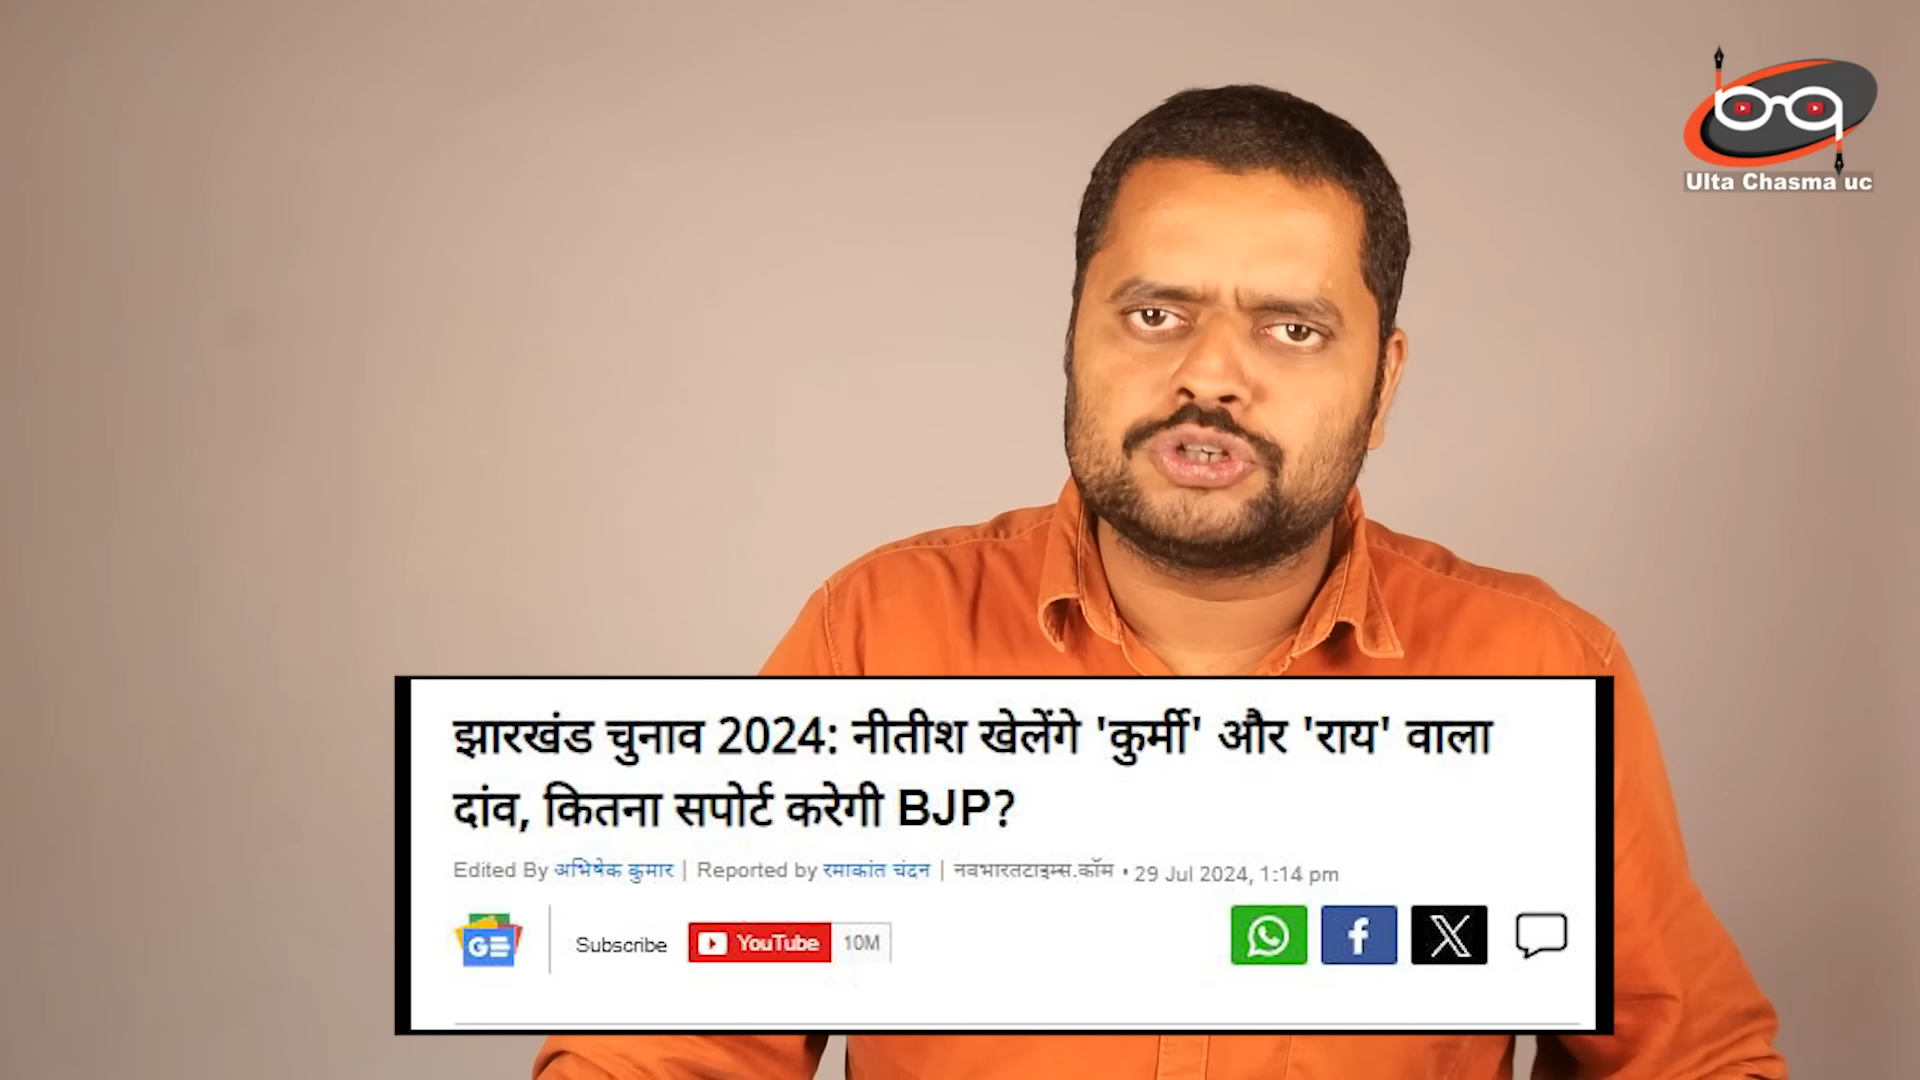 Ulta Chasma uc
झारखंड चुनाव 2024: नीतीश खेलेंगे 'कुर्मी' और 'राय' वाला
दांव, कितना सपोर्ट करेगी BJP?
Edited By अभिषेक कुमार | Reported by रमाकांत चंदन | नवभारतटाइम्स.कॉम • 29 Jul 2024, 1:14 pm
GE Subscribe YouTube 10M